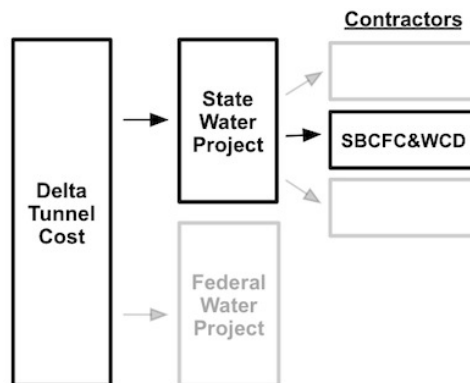 Contractors
State
Water
Project
SBCFC&WCD
Delta
Tunnel
Cost
Federal
Water
Project